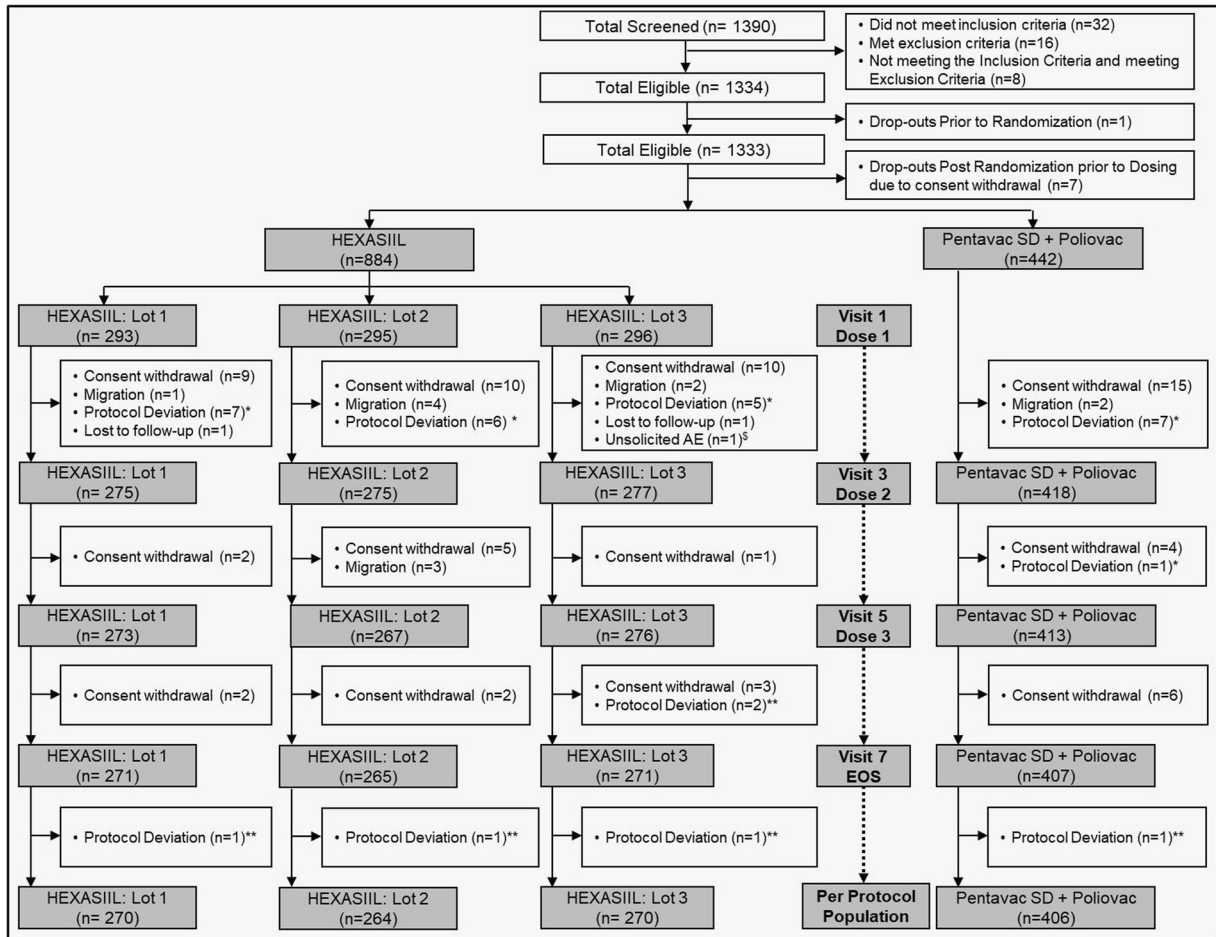 Total Screened (n= 1390)
• Did not meet inclusion criteria (n=32)
• Met exclusion criteria (n=16)
• Not meeting the Inclusion Criteria and meeting
Exclusion Criteria (n=8)
Total Eligible (n= 1334)
• Drop-outs Prior to Randomization (n=1)
Total Eligible (n= 1333)
• Drop-outs Post Randomization prior to Dosing
due to consent withdrawal (n=7)
HEXASIIL
(n=884)
Pentavac SD + Poliovac
(n=442)
HEXASIIL: Lot 1
(n= 293)
HEXASIIL: Lot 2
(n=295)
HEXASIIL: Lot 3
(n= 296)
Visit 1
Dose 1
• Consent withdrawal (n=9)
• Migration (n=1)
• Protocol Deviation (n=7)*
• Lost to follow-up (n=1)
• Consent withdrawal (n=10)
• Migration (n=4)
• Protocol Deviation (n=6) *
• Consent withdrawal (n=10)
• Migration (n=2)
• Protocol Deviation (n=5)*
• Lost to follow-up (n=1)
• Unsolicited AE (n=1)$
• Consent withdrawal (n=15)
• Migration (n=2)
• Protocol Deviation (n=7)*
HEXASIIL: Lot 1
(n= 275)
HEXASIIL: Lot 2
(n=275)
HEXASIIL: Lot 3
(n= 277)
Visit 3
Dose 2
Pentavac SD + Poliovac
(n=418)
• Consent withdrawal (n=2)
• Consent withdrawal (n=5)
• Migration (n=3)
• Consent withdrawal (n=1)
• Consent withdrawal (n=4)
• Protocol Deviation (n=1)*
HEXASIIL: Lot 1
(n= 273)
HEXASIIL: Lot 2
(n=267)
HEXASIIL: Lot 3
(n= 276)
Visit 5
Dose 3
Pentavac SD + Poliovac
(n=413)
• Consent withdrawal (n=2)
• Consent withdrawal (n=2)
• Consent withdrawal (n=3)
• Protocol Deviation (n=2)**
• Consent withdrawal (n=6)
HEXASIIL: Lot 1
(n= 271)
HEXASIIL: Lot 2
(n=265)
HEXASIIL: Lot 3
(n= 271)
Visit 7
EOS
Pentavac SD + Poliovac
(n=407)
• Protocol Deviation (n=1)**
• Protocol Deviation (n=1)**
• Protocol Deviation (n=1)**
• Protocol Deviation (n=1)**
HEXASIIL: Lot 1
(n= 270)
HEXASIIL: Lot 2
(n= 264)
HEXASIIL: Lot 3
(n= 270)
Per Protocol
Population
Pentavac SD + Poliovac
(n=406)